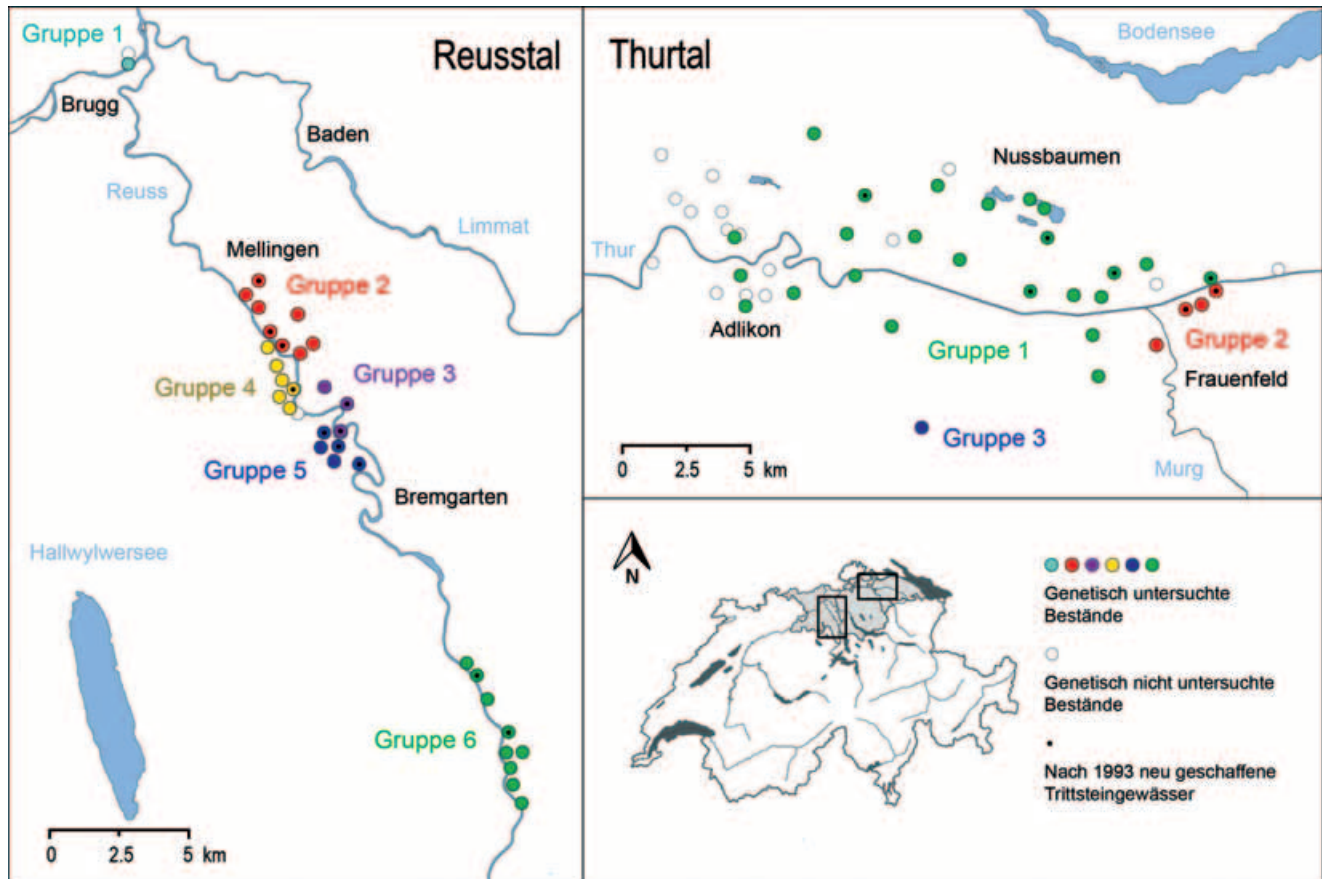 Gruppe 1
Reusstal
Brugg
Baden
Reuss
Limmat
Mellingen
Gruppe 2
Gruppe 3
Gruppe 4
Gruppe 5
Bremgarten
Hallwylwersee
Gruppe 6
0 2.5 5 km
Thurtal
Bodensee
Nussbaumen
Thur
Adlikon
Gruppe 1
Gruppe 2
Frauenfeld
Gruppe 3
0 2.5 5 km
Murg
N
Genetisch untersuchte
Bestände
Genetisch nicht untersuchte
Bestände
Nach 1993 neu geschaffene
Trittsteingewässer